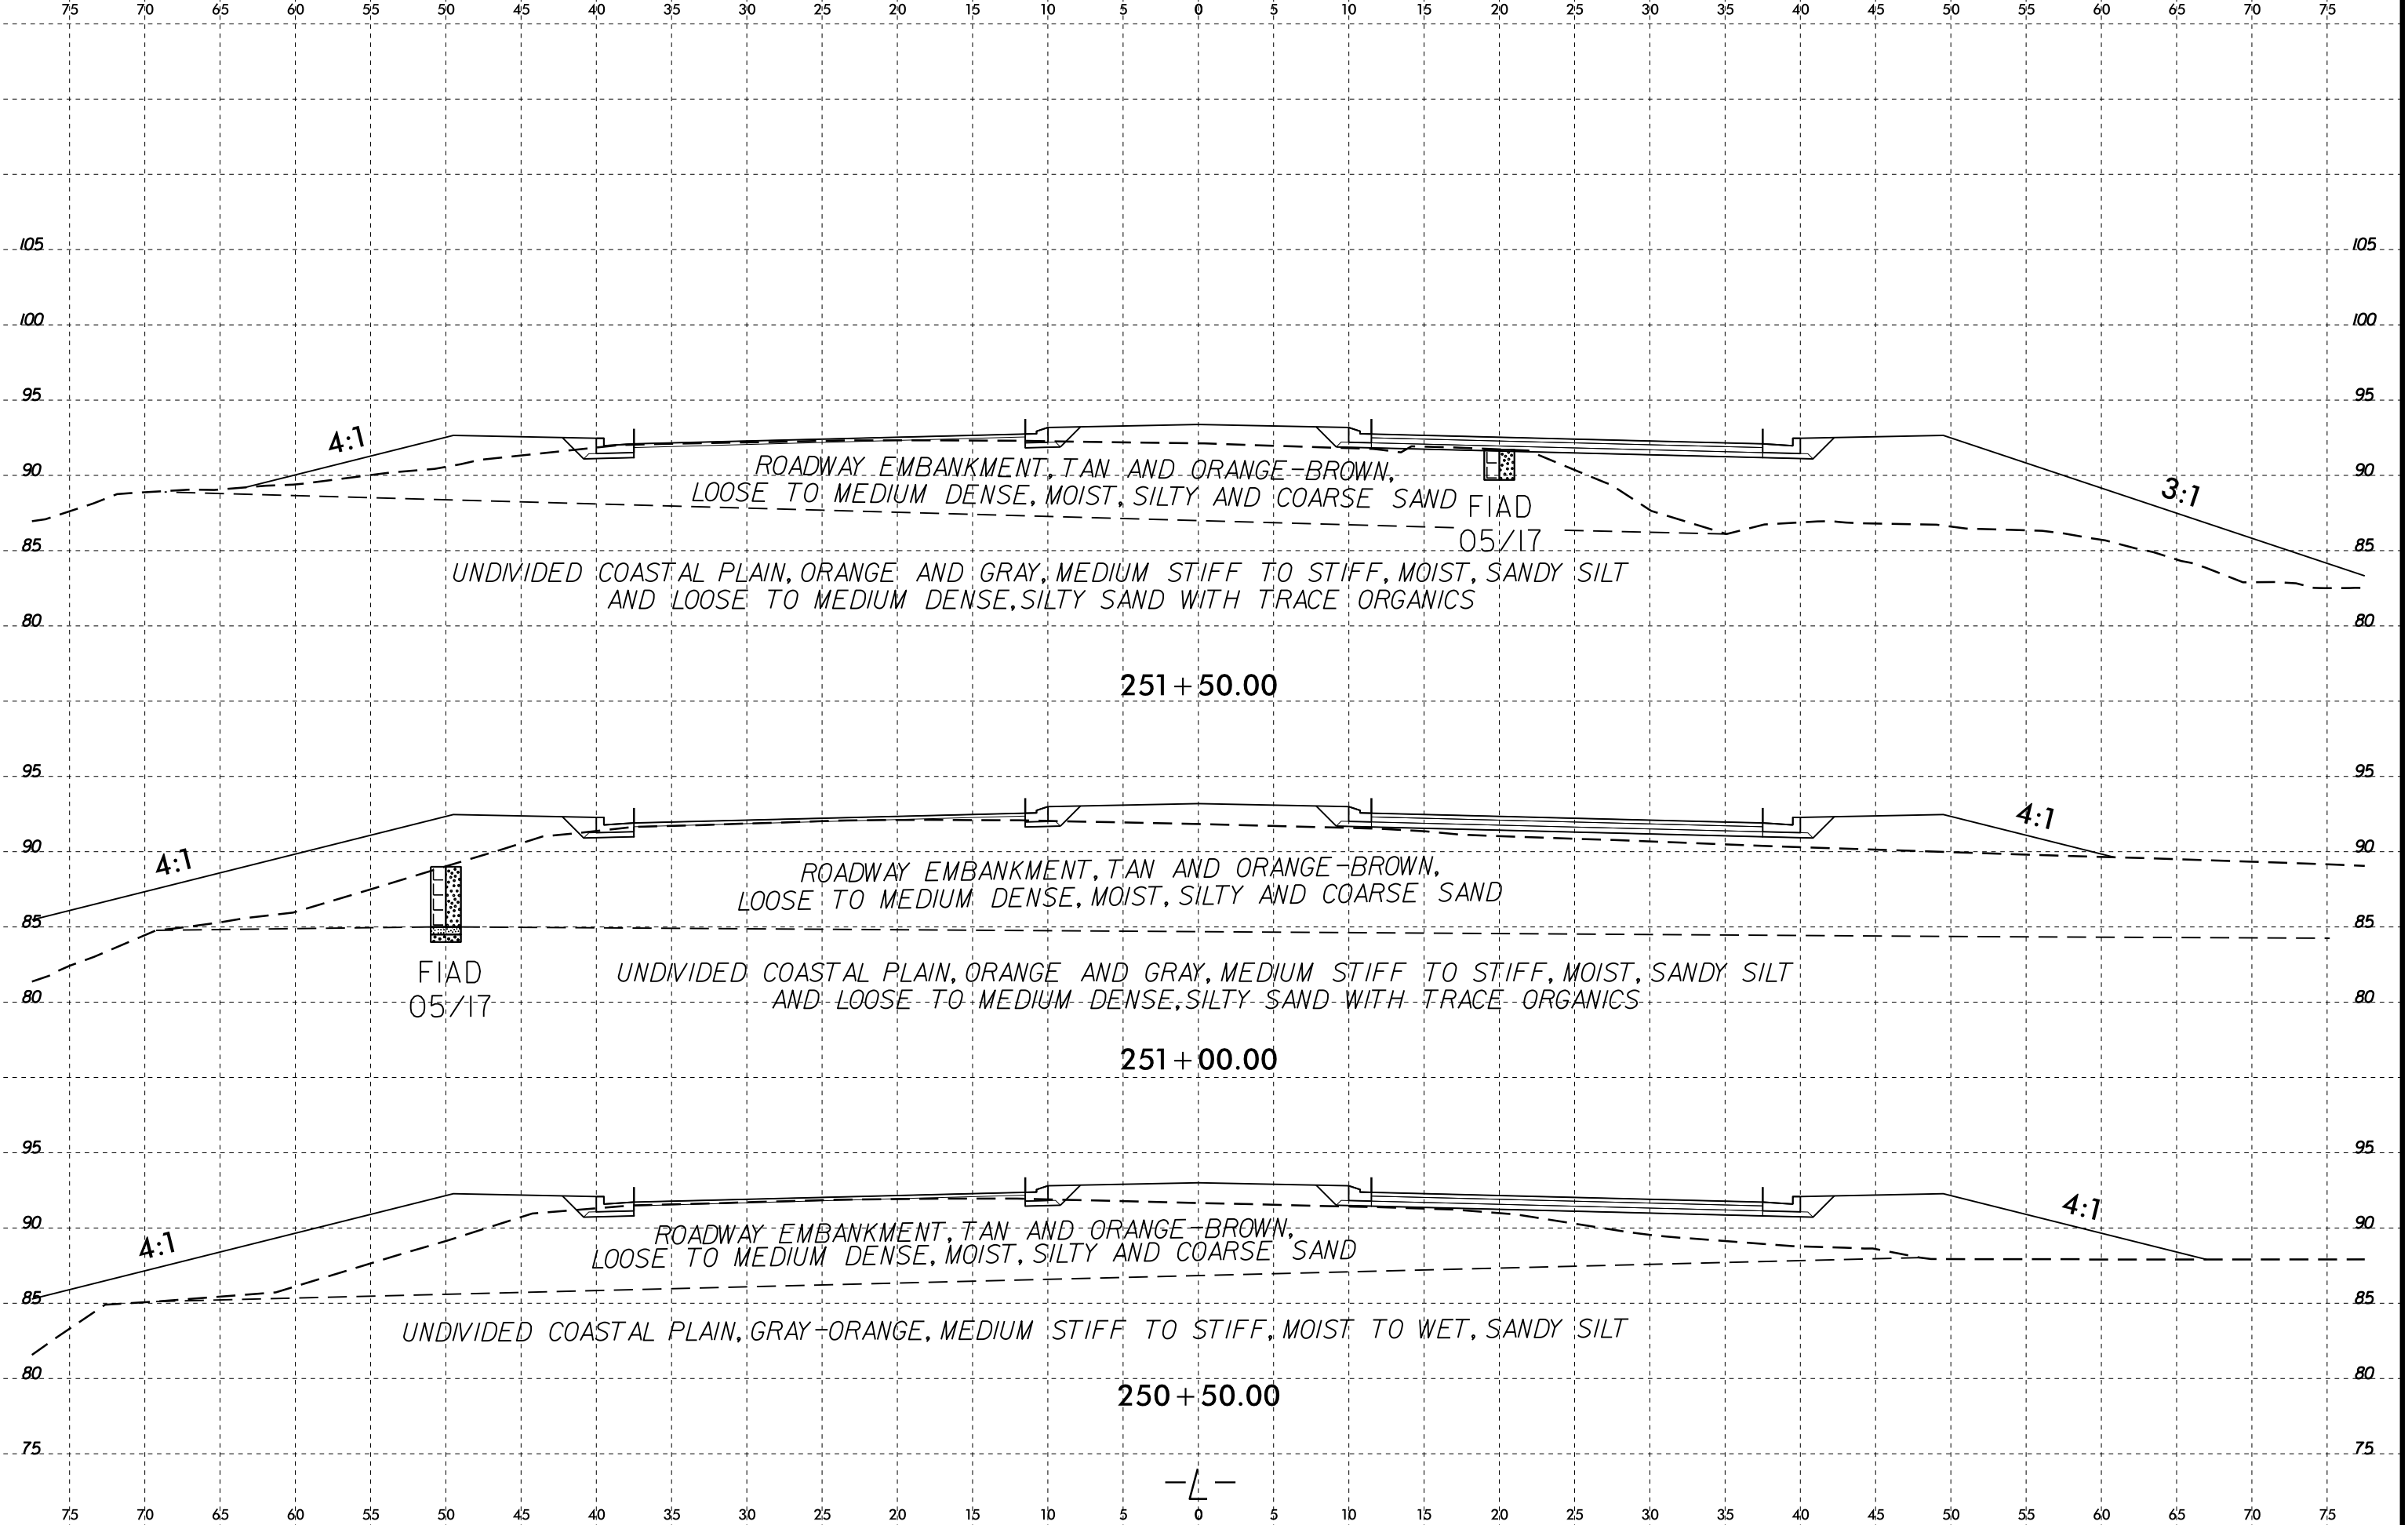 75 70 65 60 55 50 45 40 35 30 25 20 15 10 5 0 5 10 15 20 25 30 35 40 45 50 55 60 65 70 75
105 105
100 100
95 95
4:1
90 90
ROADWAY EMBANKMENT, TAN AND ORANGE-BROWN,
LOOSE TO MEDIUM DENSE, MOIST, SILTY AND COARSE SAND
3:1
FIAD
05/17
85 85
UNDIVIDED COASTAL PLAIN, ORANGE AND GRAY, MEDIUM STIFF TO STIFF, MOIST, SANDY SILT
AND LOOSE TO MEDIUM DENSE, SILTY SAND WITH TRACE ORGANICS
80 80
251+50.00
95 95
4:1
4:1
90 90
ROADWAY EMBANKMENT, TAN AND ORANGE-BROWN,
LOOSE TO MEDIUM DENSE, MOIST, SILTY AND COARSE SAND
85 85
FIAD
05/17
UNDIVIDED COASTAL PLAIN, ORANGE AND GRAY, MEDIUM STIFF TO STIFF, MOIST, SANDY SILT
AND LOOSE TO MEDIUM DENSE, SILTY SAND WITH TRACE ORGANICS
80 80
251+00.00
95 95
4:1
90 90
4:1
ROADWAY EMBANKMENT, TAN AND ORANGE-BROWN,
LOOSE TO MEDIUM DENSE, MOIST, SILTY AND COARSE SAND
85 85
UNDIVIDED COASTAL PLAIN, GRAY-ORANGE, MEDIUM STIFF TO STIFF, MOIST TO WET, SANDY SILT
80 80
250+50.00
75 75
-L-
75 70 65 60 55 50 45 40 35 30 25 20 15 10 5 0 5 10 15 20 25 30 35 40 45 50 55 60 65 70 75